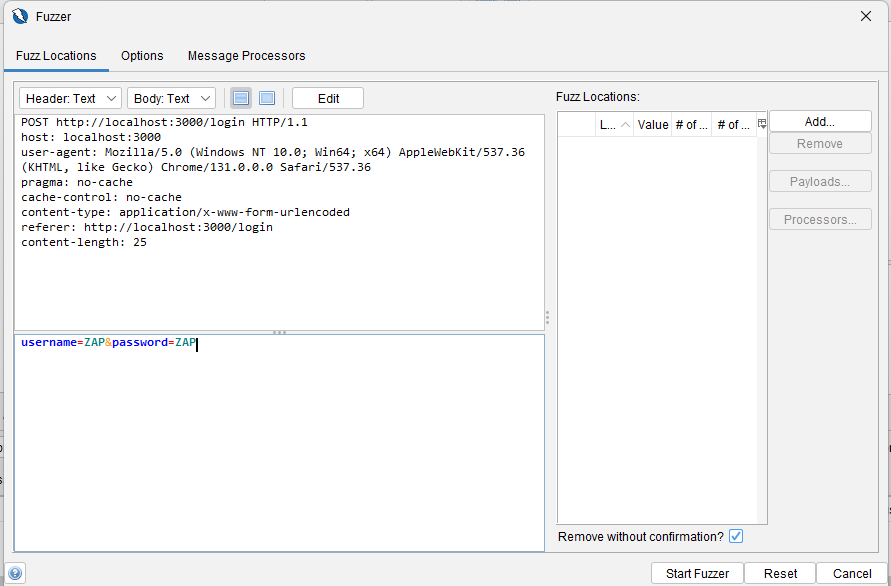 Fuzzer
Fuzz Locations Options Message Processors
Header: Text Body: Text Edit
POST http://localhost:3000/login HTTP/1.1
host: localhost:3000
user-agent: Mozilla/5.0 (Windows NT 10.0; Win64; x64) AppleWebKit/537.36
(KHTML, like Gecko) Chrome/131.0.0.0 Safari/537.36
pragma: no-cache
cache-control: no-cache
content-type: application/x-www-form-urlencoded
referer: http://localhost:3000/login
content-length: 25
username=ZAP&password=ZAP
Fuzz Locations:
L... Value # of ... # of ...
Add...
Remove
Payloads...
Processors...
Remove without confirmation?
Start Fuzzer Reset Cancel